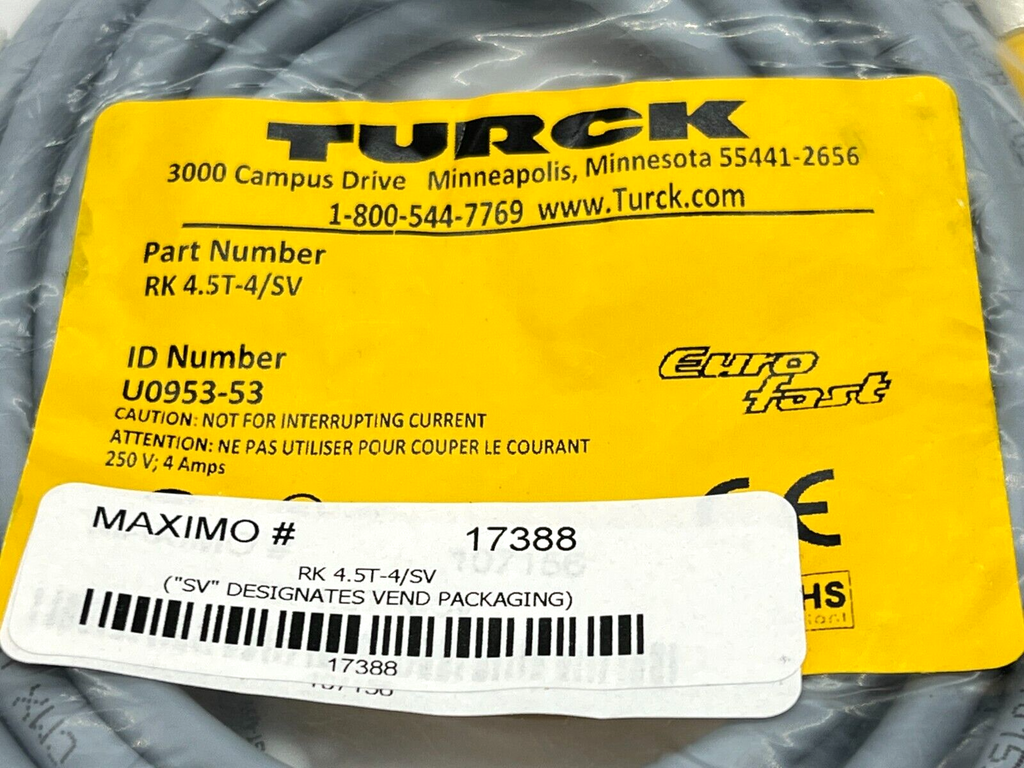 TURCK
3000 Campus Drive Minneapolis, Minnesota 55441-2656
1-800-544-7769 www.Turck.com
Part Number
RK 4.5T-4/SV
ID Number
U0953-53
CAUTION: NOT FOR INTERRUPTING CURRENT
ATTENTION: NE PAS UTILISER POUR COUPER LE COURANT
250 V; 4 Amps
Euro
fast
CE
HS
MAXIMO # 17388
RK 4.5T-4/SV
("SV" DESIGNATES VEND PACKAGING)
17388